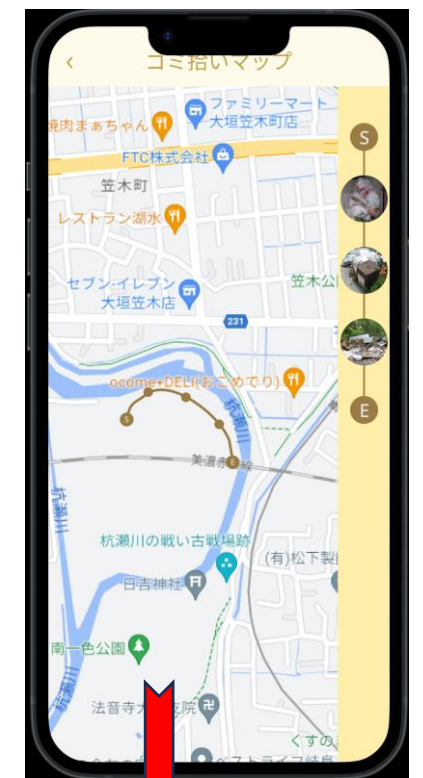 ゴミ拾いマップ
ファミリーマート
大垣笠木町店
焼肉まぁちゃん
FTC株式会社
笠木町
レストラン湖水
セブン-イレブン
大垣笠木店
笠木公
231
ocome+DELI(おこめでり)
杭瀬川
S
E
美濃赤
線
杭瀬川
杭瀬川の戦い古戦場跡
(有)松下製
日吉神社
南一色公園
杭瀬川
法音寺大
支院
くすの
S
E